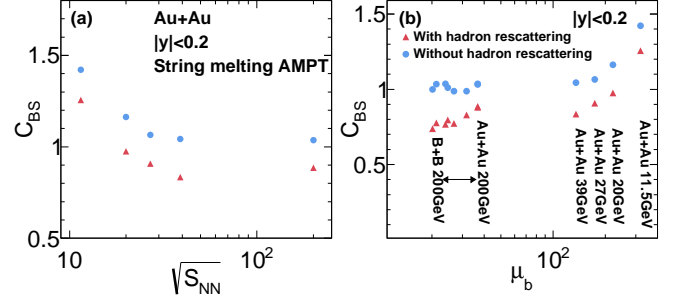 (a)
Au+Au
|y|<0.2
String melting AMPT
C_BS
1.5
1
0.5
10
10²
√S_NN
(b)
|y|<0.2
With hadron rescattering
Without hadron rescattering
C_BS
1.5
1
0.5
B+B 200GeV
Au+Au 200GeV
Au+Au 39GeV
Au+Au 27GeV
Au+Au 20GeV
Au+Au 11.5GeV
10²
μ_b